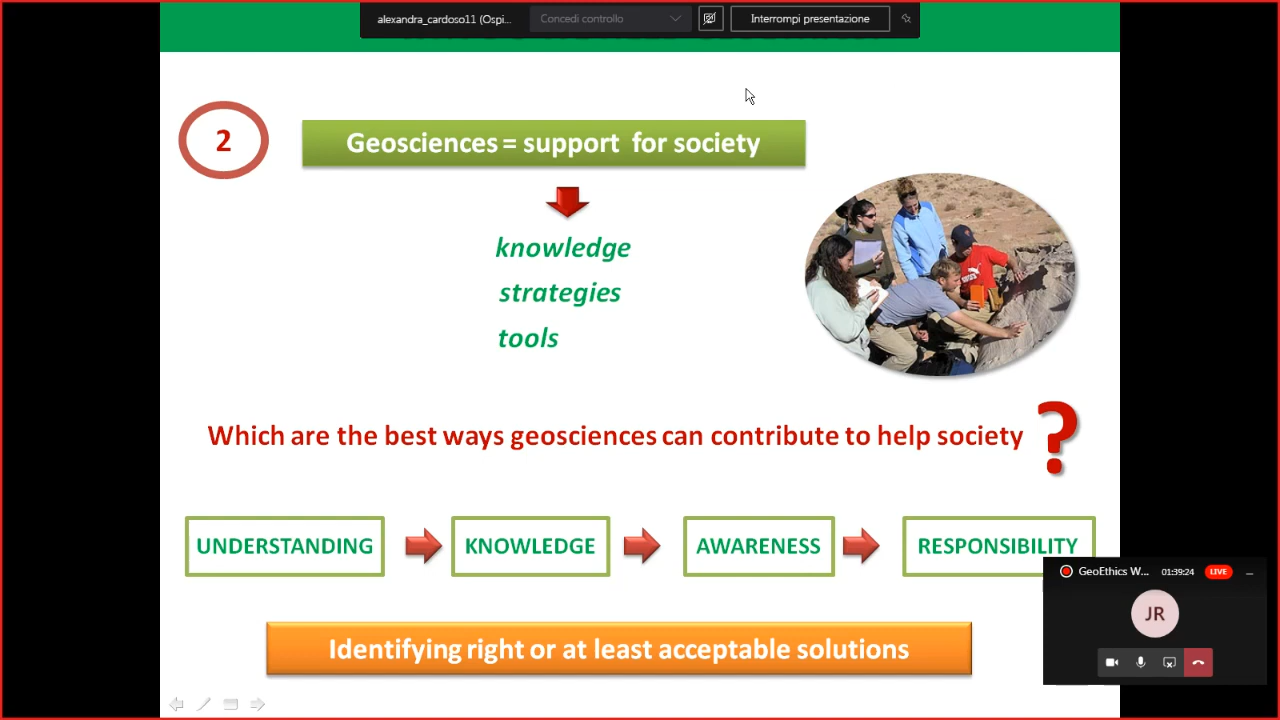 alexandra_cardoso11 (Ospi...
Concedi controllo
Interrompi presentazione
2
Geosciences = support for society
knowledge
strategies
tools
Which are the best ways geosciences can contribute to help society ?
UNDERSTANDING
KNOWLEDGE
AWARENESS
RESPONSIBILITY
GeoEthics W... 01:39:24 LIVE
JR
Identifying right or at least acceptable solutions